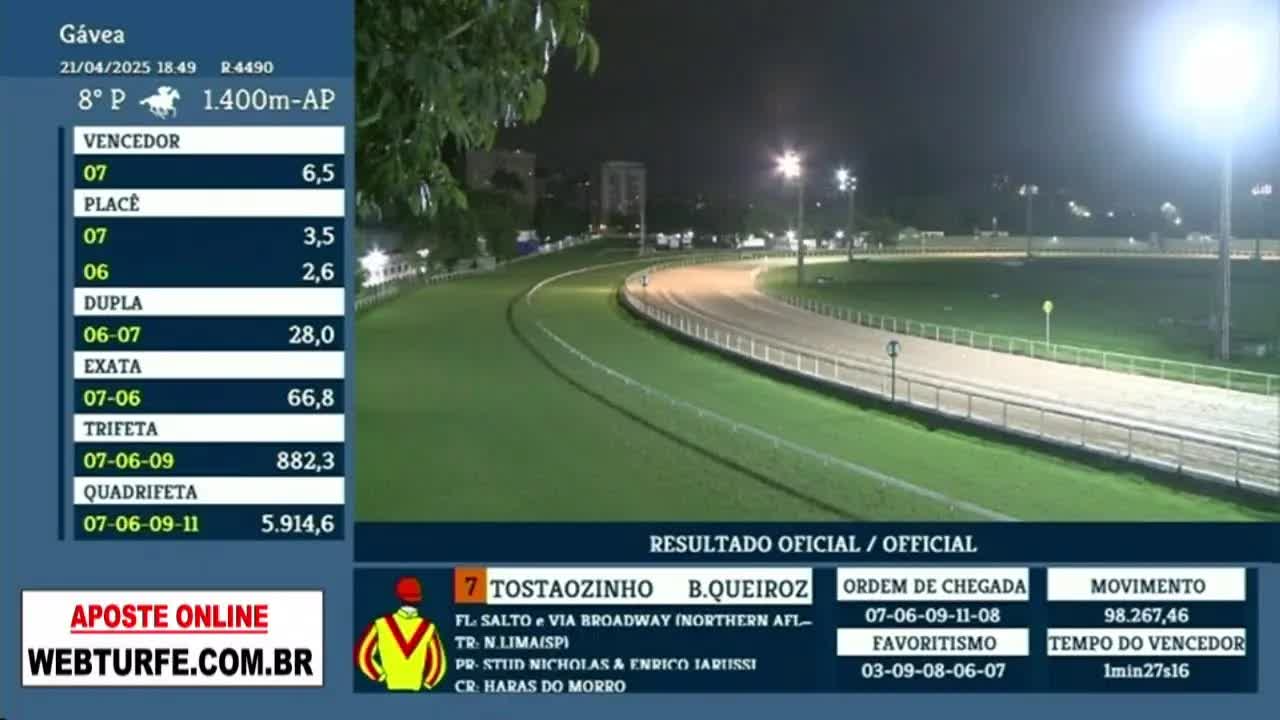 Gávea
21/04/2025 18.49 R.4490
8° P 1.400m-AP
VENCEDOR
07 6,5
PLACÊ
07 3,5
06 2,6
DUPLA
06-07 28,0
EXATA
07-06 66,8
TRIFETA
07-06-09 882,3
QUADRIFETA
07-06-09-11 5.914,6
APOSTE ONLINE
WEBTURFE.COM.BR
RESULTADO OFICIAL / OFFICIAL
7 TOSTAOZINHO B.QUEIROZ
FL: SALTO e VIA BROADWAY (NORTHERN AFL-
TR: N.LIMA(SP)
PR: STUD NICHOLAS & ENRICO JARUSSI
CR: HARAS DO MORRO
ORDEM DE CHEGADA
07-06-09-11-08
FAVORITISMO
03-09-08-06-07
MOVIMENTO
98.267,46
TEMPO DO VENCEDOR
1min27s16